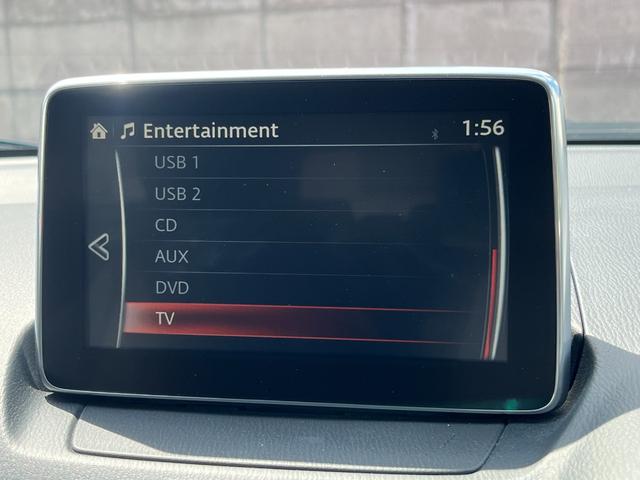 Entertainment 1:56
USB 1
USB 2
CD
AUX
DVD
TV